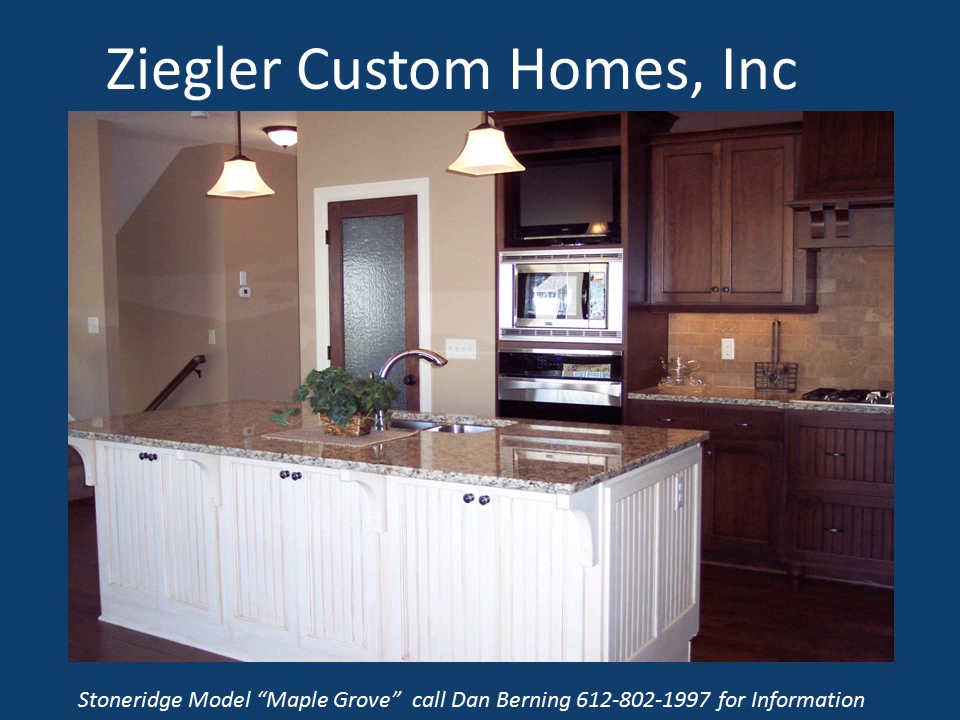 Ziegler Custom Homes, Inc
Stoneridge Model “Maple Grove”  call Dan Berning 612-802-1997 for Information